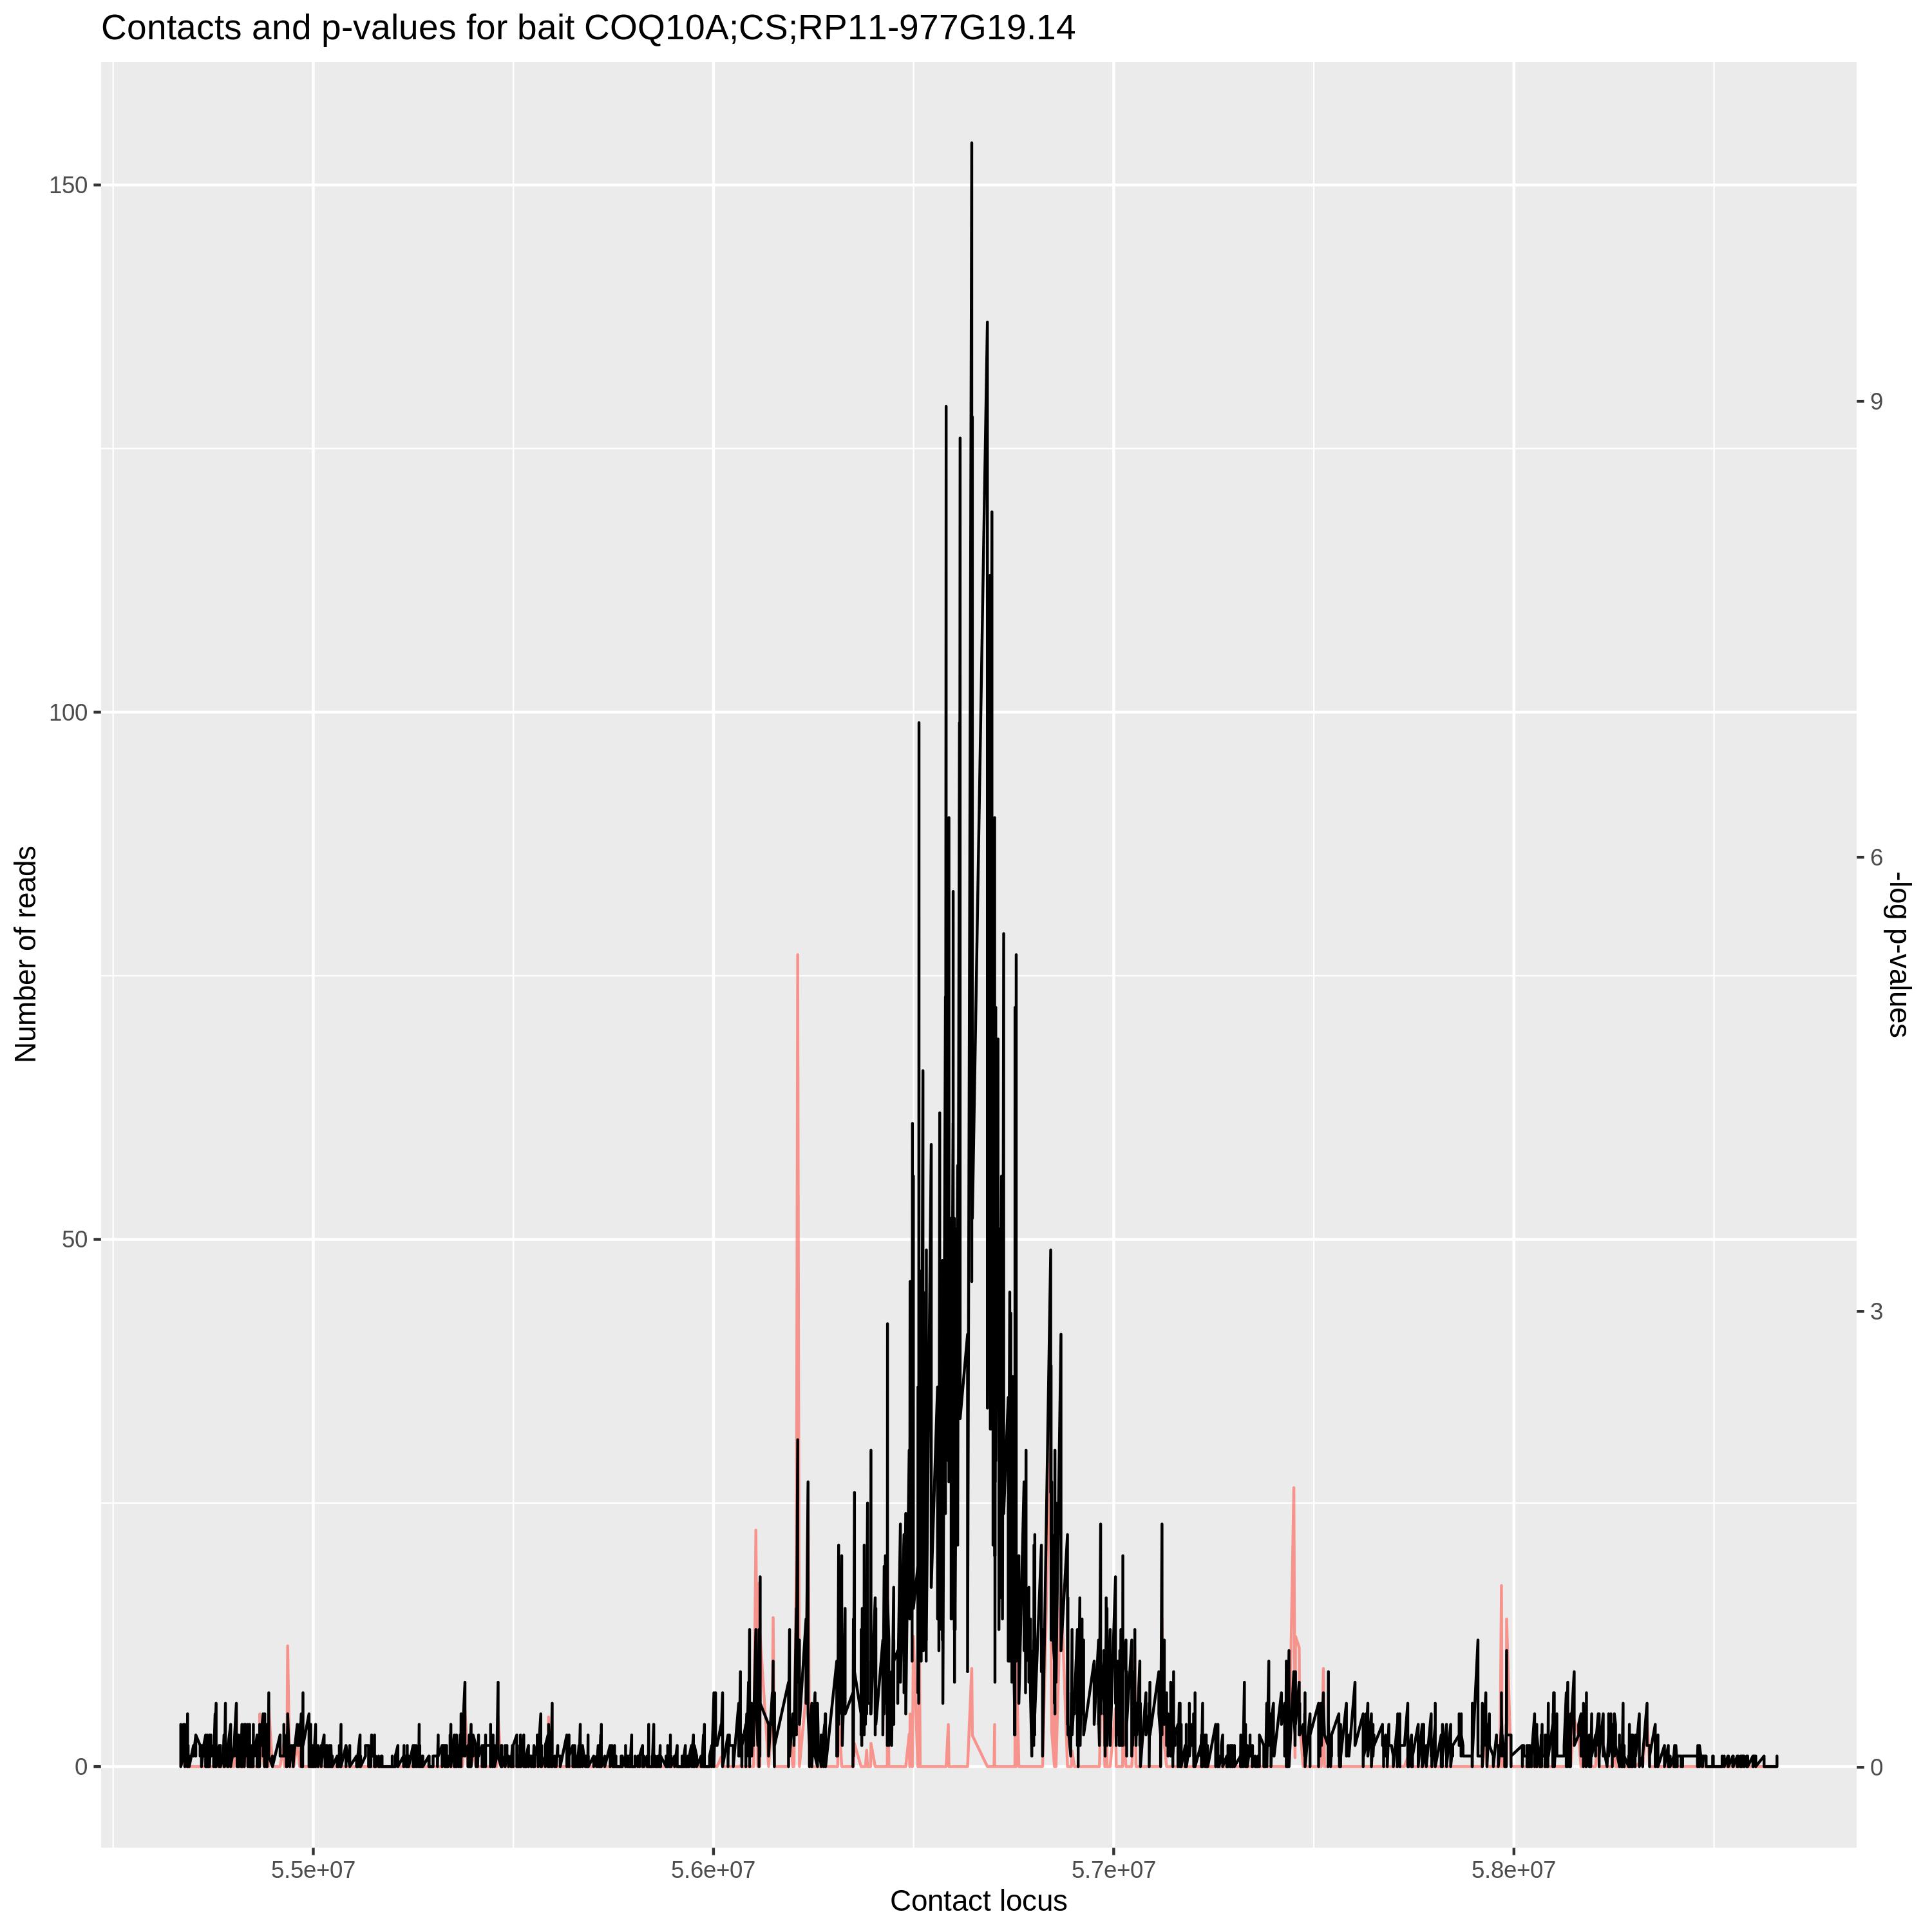 Contacts and p-values for bait COQ10A;CS;RP11-977G19.14
150
100
50
0
Number of reads
9
6
3
0
-log p-values
5.5e+07
5.6e+07
5.7e+07
5.8e+07
Contact locus